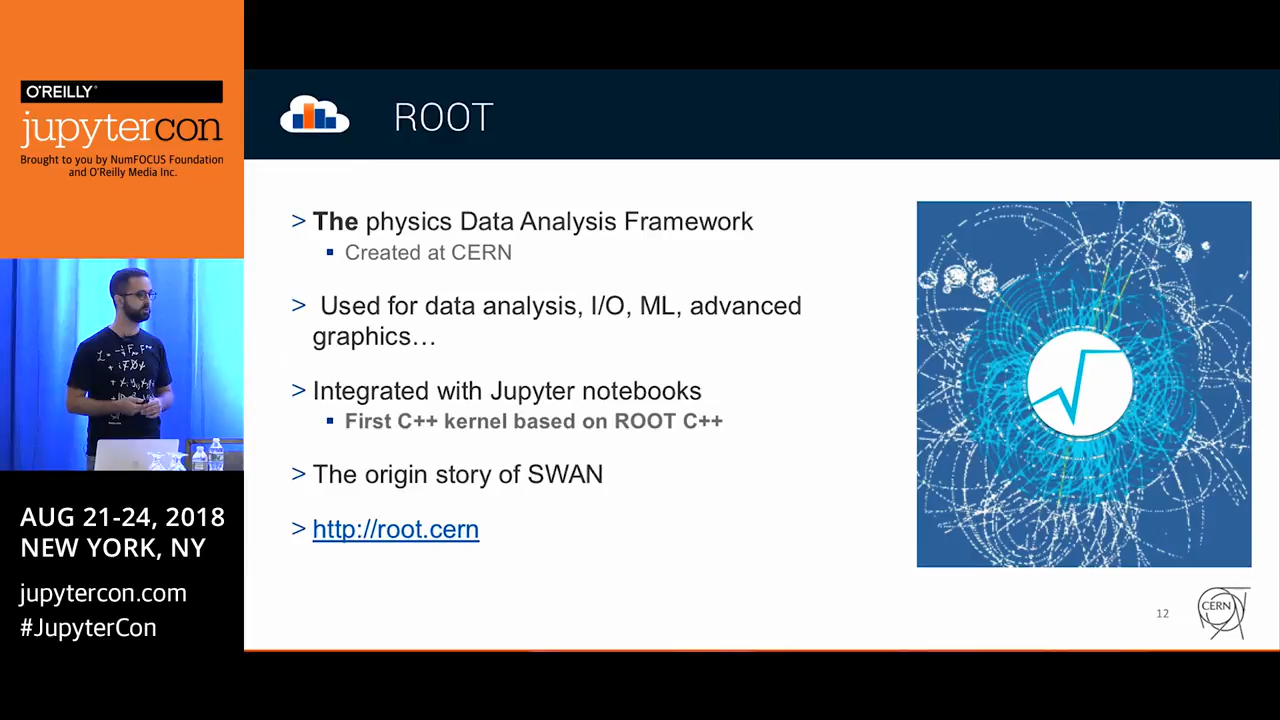 O'REILLY®
jupytercon
Brought to you by NumFOCUS Foundation
and O'Reilly Media Inc.
AUG 21-24, 2018
NEW YORK, NY
jupytercon.com
#JupyterCon
ROOT
> The physics Data Analysis Framework
▪ Created at CERN
> Used for data analysis, I/O, ML, advanced
graphics…
> Integrated with Jupyter notebooks
▪ First C++ kernel based on ROOT C++
> The origin story of SWAN
> http://root.cern
12
CERN